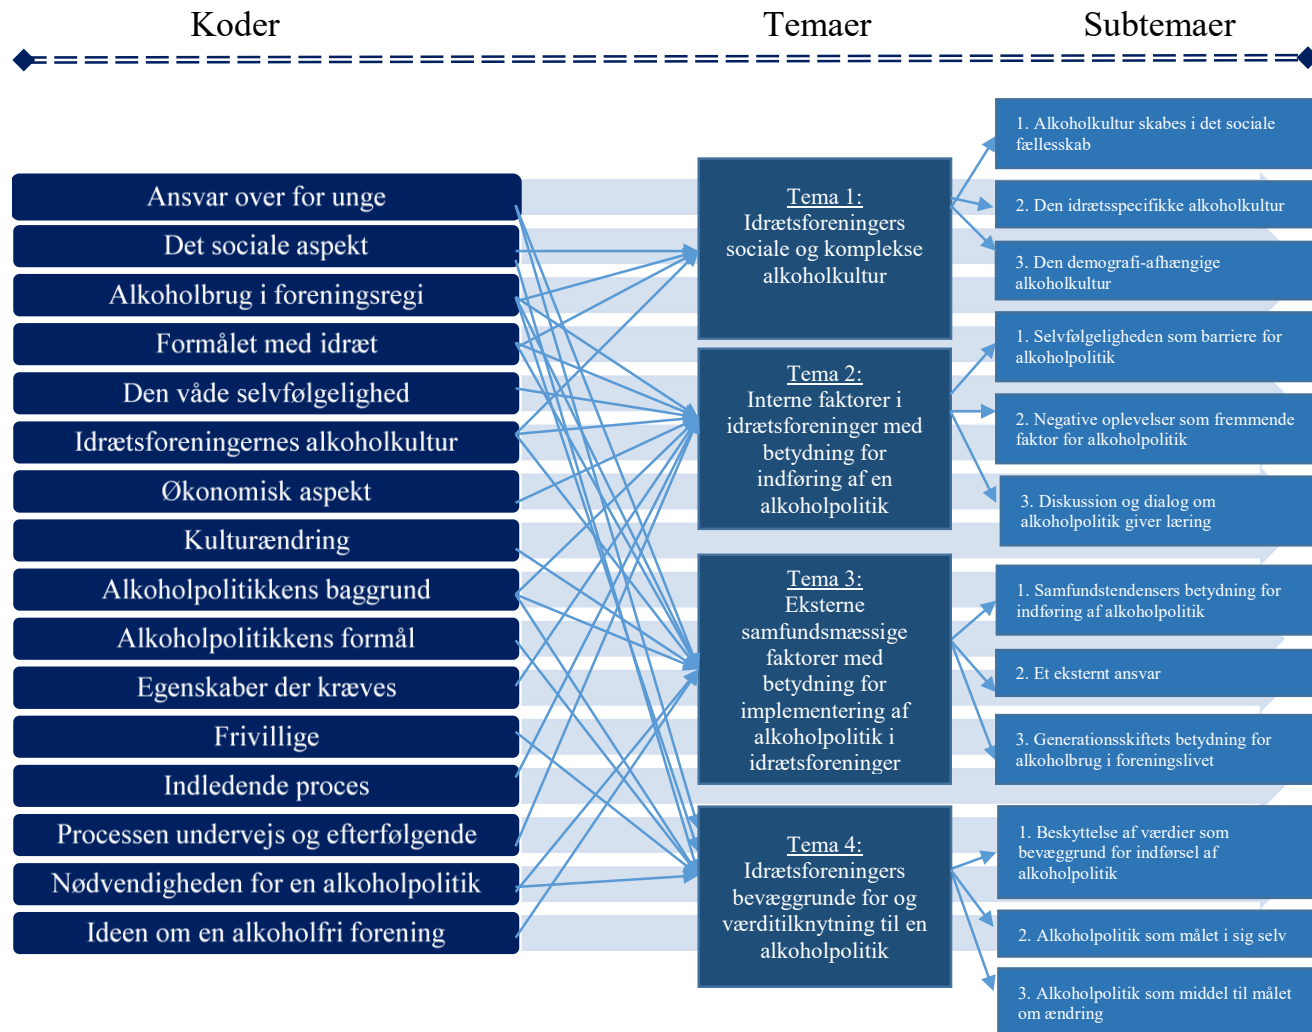 Koder
Temaer
Subtemaer
Ansvar over for unge
Det sociale aspekt
Alkoholbrug i foreningsregi
Formålet med idræt
Den våde selvfølgelighed
Idrætsforeningernes alkoholkultur
Økonomisk aspekt
Kulturændring
Alkoholpolitikkens baggrund
Alkoholpolitikkens formål
Egenskaber der kræves
Frivillige
Indledende proces
Processen undervejs og efterfølgende
Nødvendigheden for en alkoholpolitik
Ideen om en alkoholfri forening
Tema 1:
Idrætsforeningers
sociale og komplekse
alkoholkultur
Tema 2:
Interne faktorer i
idrætsforeninger med
betydning for
indføring af en
alkoholpolitik
Tema 3:
Eksterne
samfundsmæssige
faktorer med
betydning for
implementering af
alkoholpolitik i
idrætsforeninger
Tema 4:
Idrætsforeningers
bevæggrunde for og
værditilknytning til en
alkoholpolitik
1. Alkoholkultur skabes i det sociale
fællesskab
2. Den idrætsspecifikke alkoholkultur
3. Den demografi-afhængige
alkoholkultur
1. Selvfølgeligheden som barriere for
alkoholpolitik
2. Negative oplevelser som fremmende
faktor for alkoholpolitik
3. Diskussion og dialog om
alkoholpolitik giver læring
1. Samfundstendensers betydning for
indføring af alkoholpolitik
2. Et eksternt ansvar
3. Generationsskiftets betydning for
alkoholbrug i foreningslivet
1. Beskyttelse af værdier som
bevæggrund for indførsel af
alkoholpolitik
2. Alkoholpolitik som målet i sig selv
3. Alkoholpolitik som middel til målet
om ændring